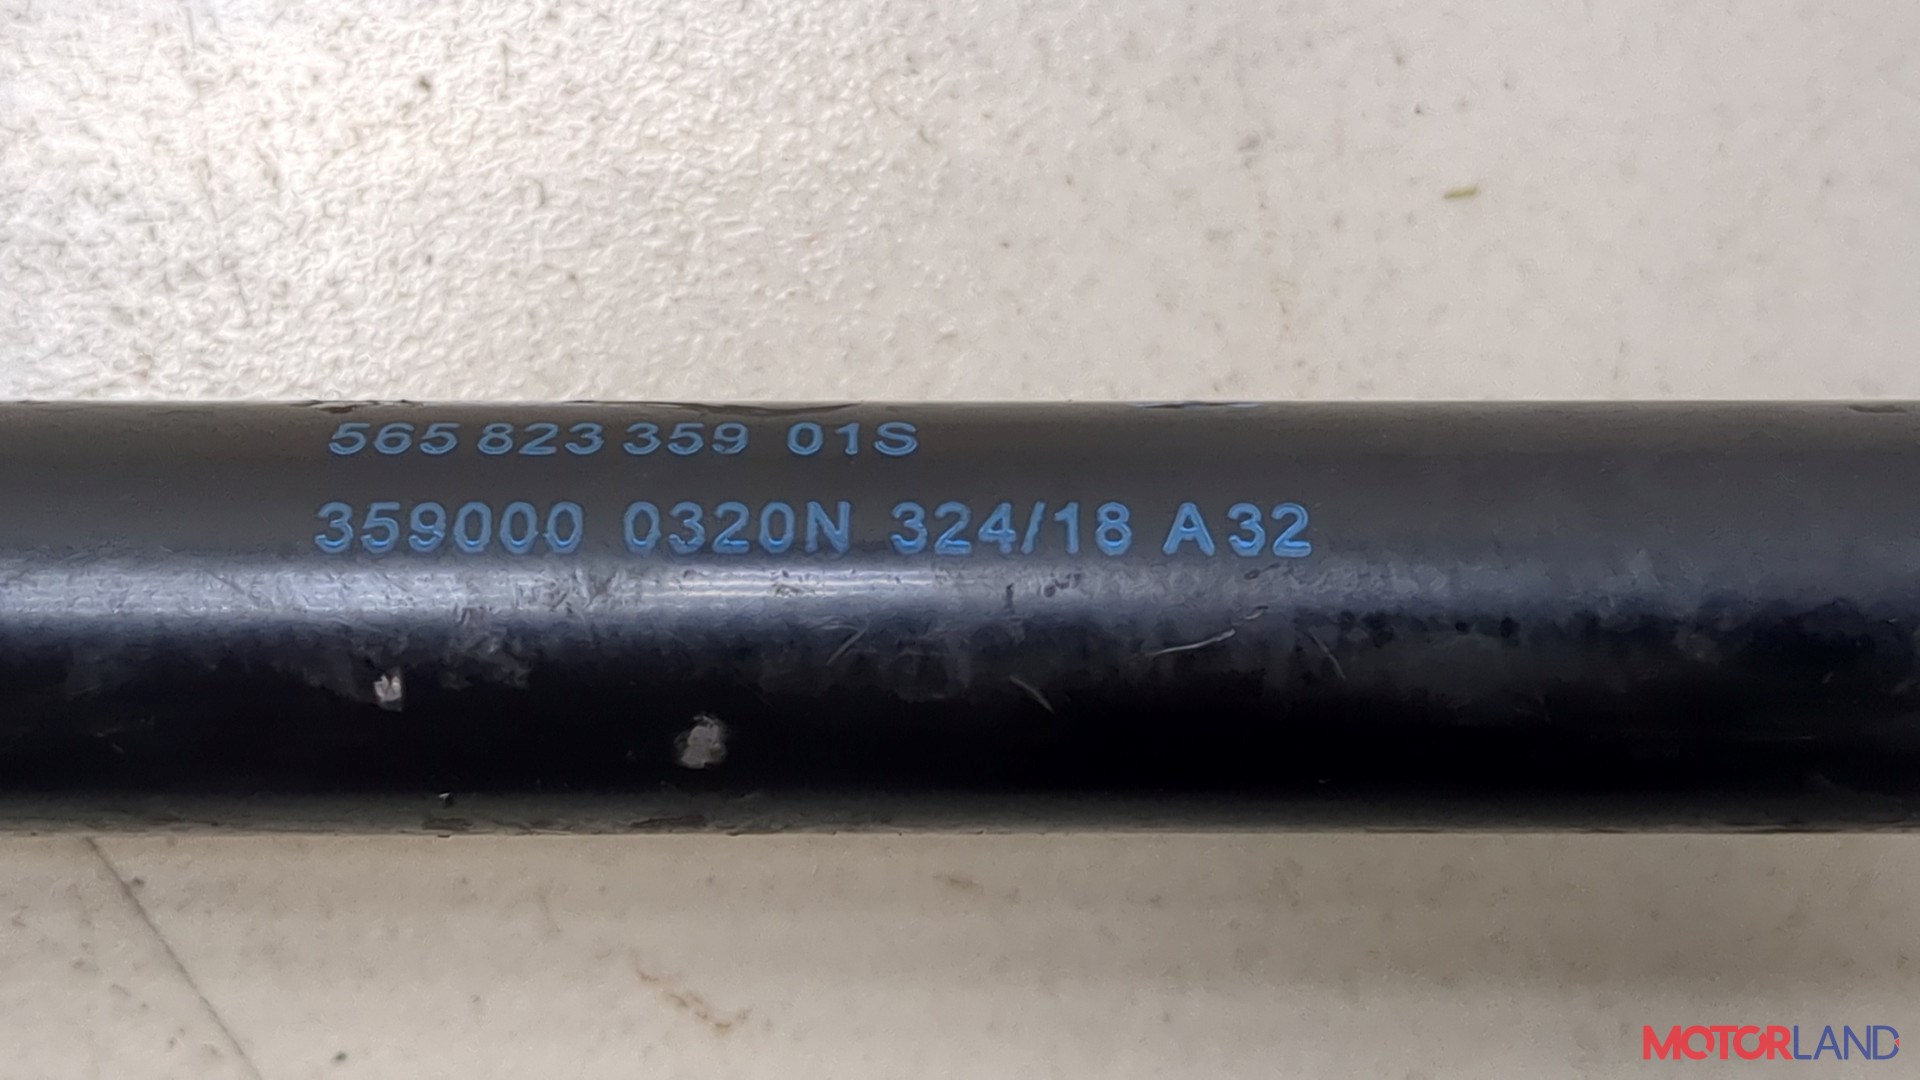 565 823 359 01S
359000 0320N 324/18 A32
MOTORLAND